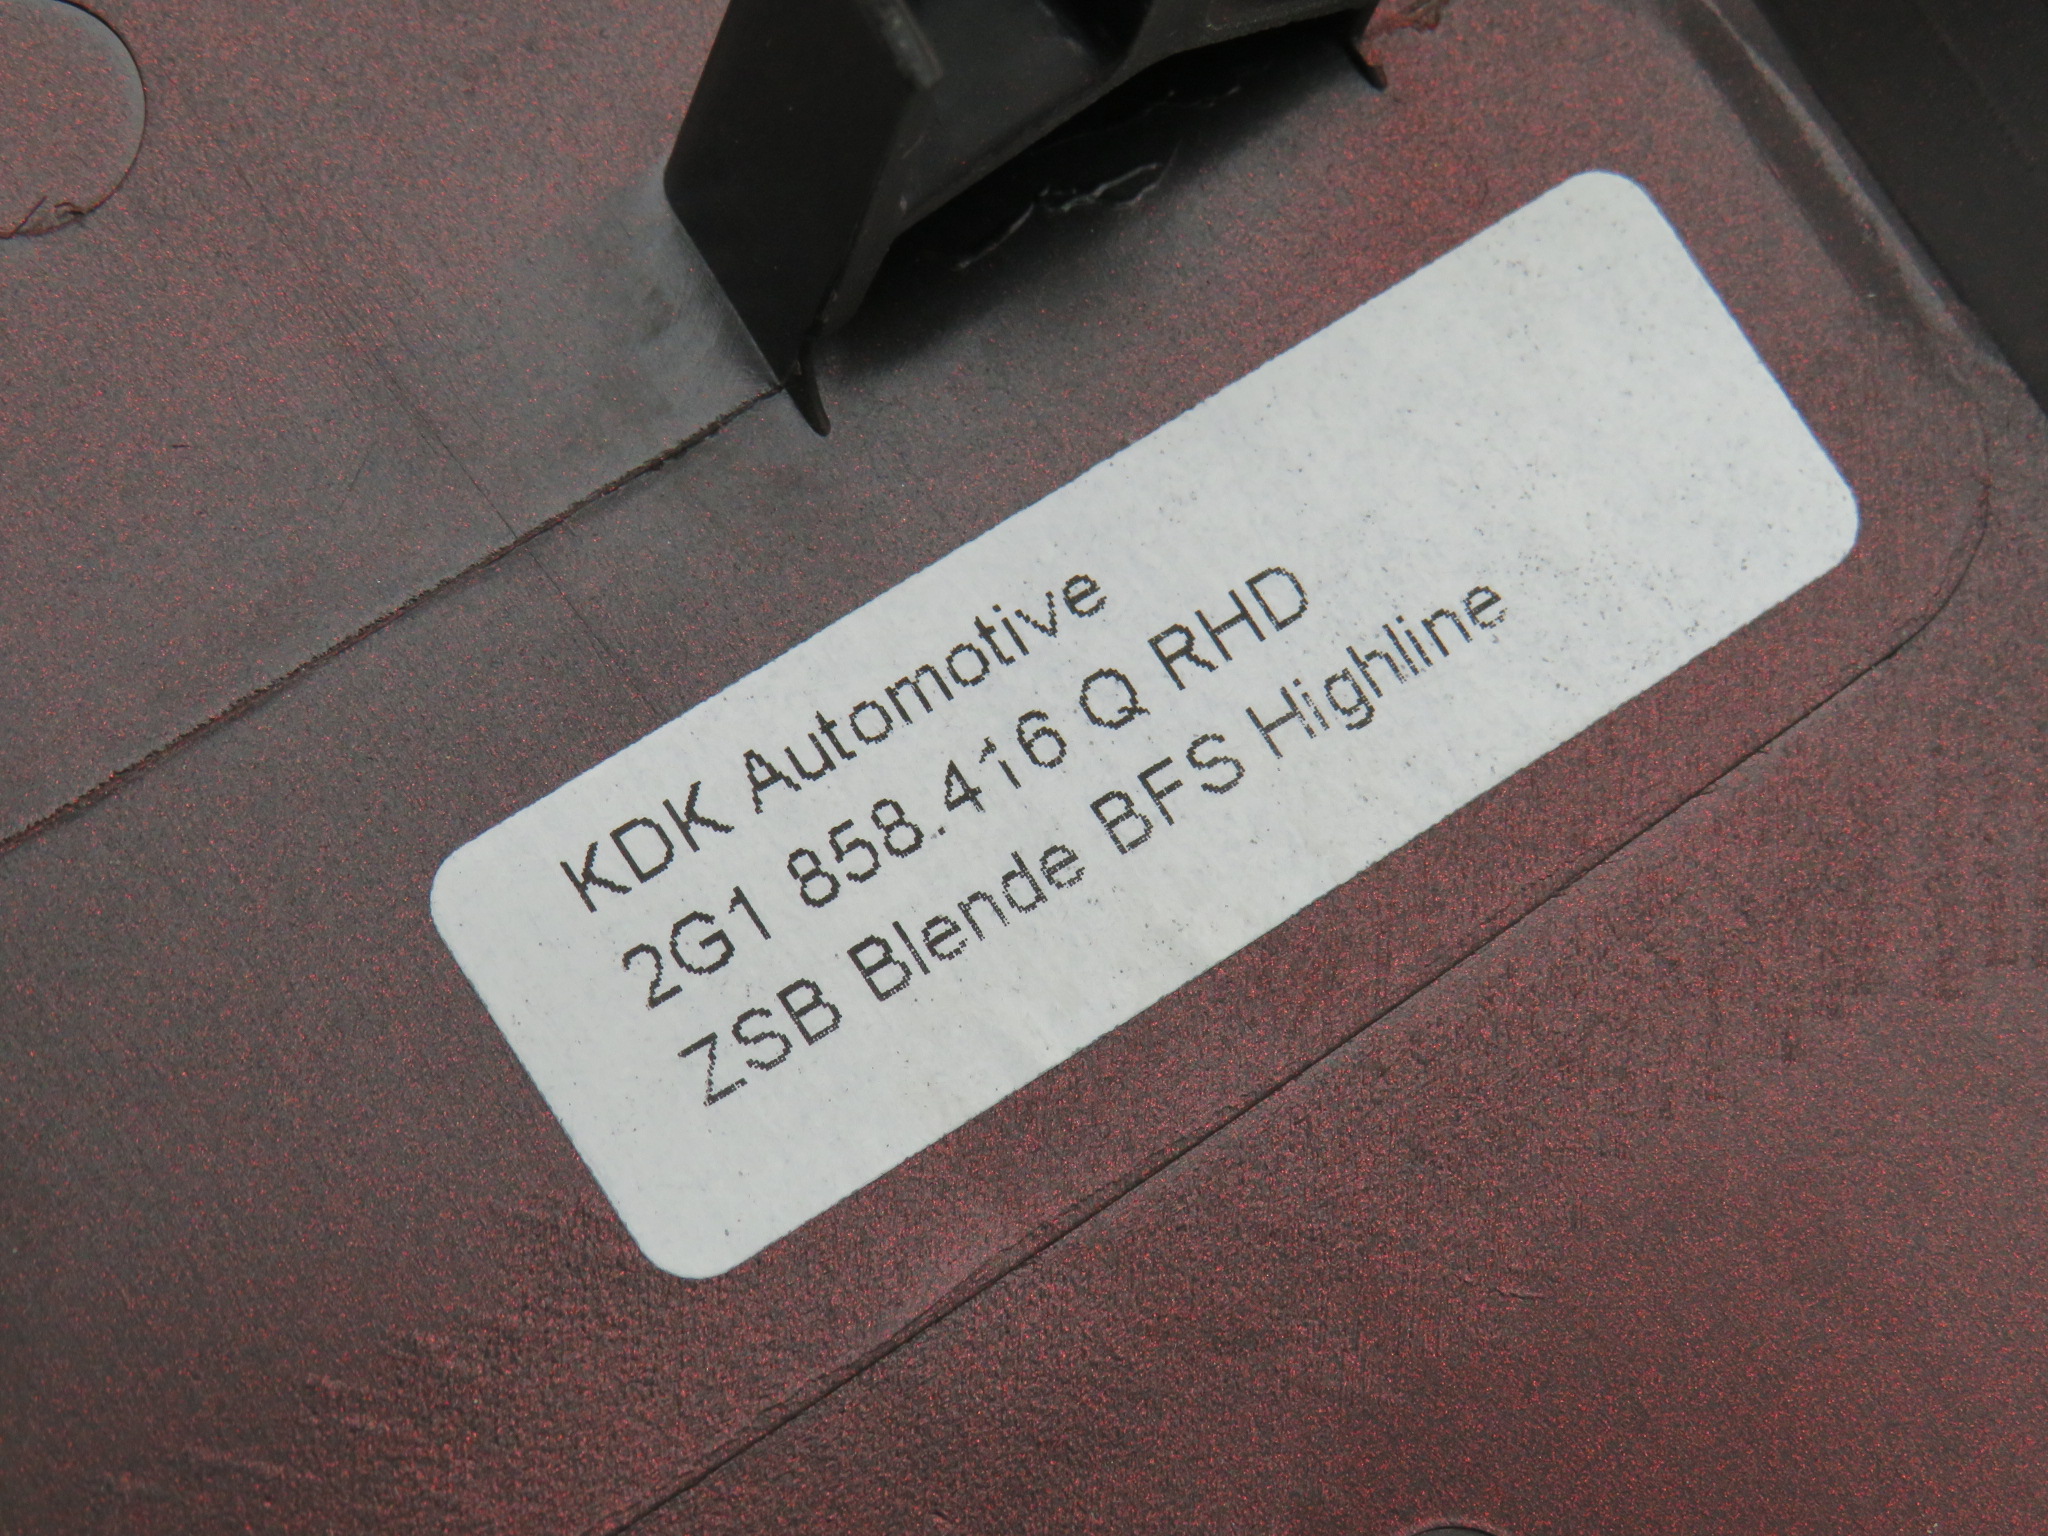 KDK Automotive
2G1 858.416 Q RHD
ZSB Blende BFS Highline